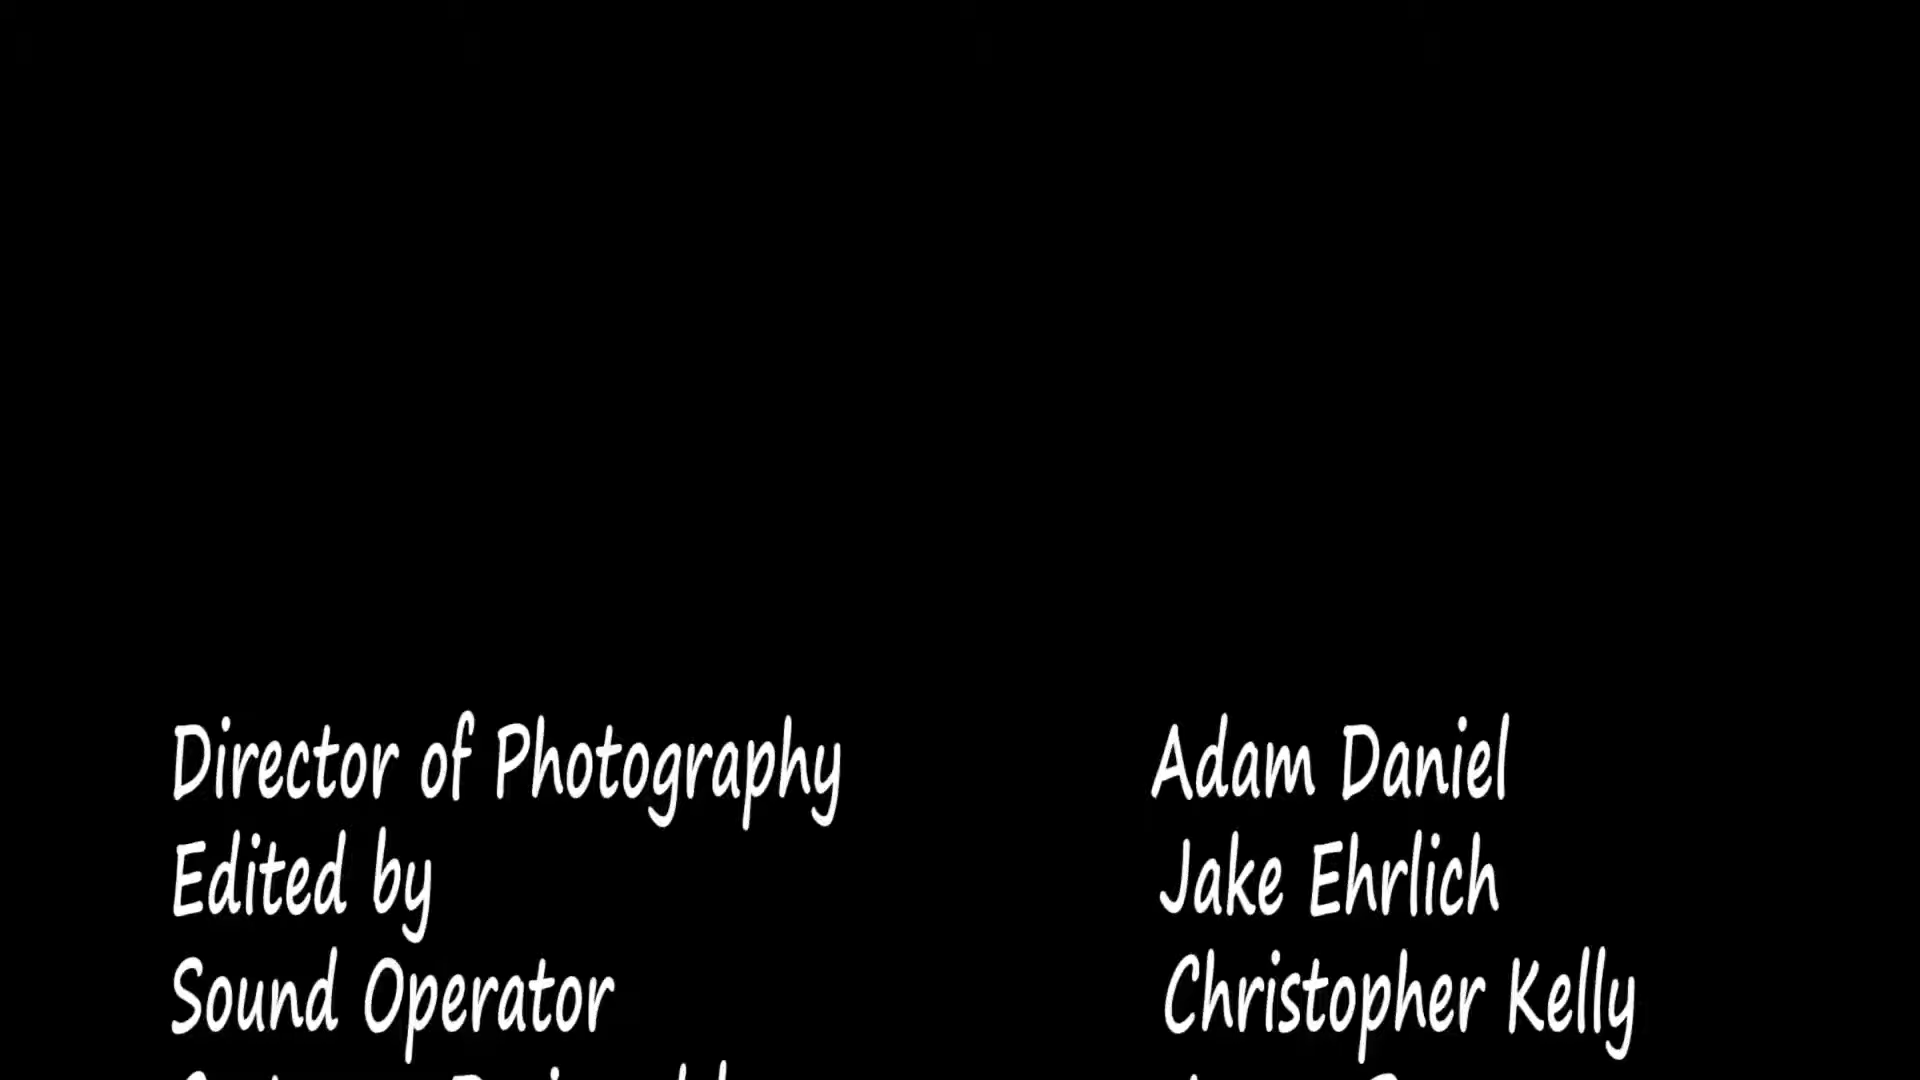 Director of Photography Adam Daniel
Edited by Jake Ehrlich
Sound Operator Christopher Kelly